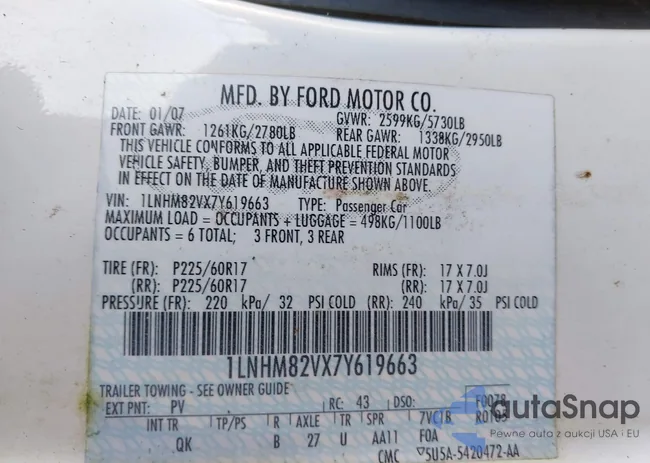 MFD. BY FORD MOTOR CO.
DATE: 01/07 GVWR: 2599KG/5730LB
FRONT GAWR: 1261KG/2780LB REAR GAWR: 1338KG/2950LB
THIS VEHICLE CONFORMS TO ALL APPLICABLE FEDERAL MOTOR
VEHICLE SAFETY, BUMPER, AND THEFT PREVENTION STANDARDS
IN EFFECT ON THE DATE OF MANUFACTURE SHOWN ABOVE.
VIN: 1LNHM82VX7Y619663 TYPE: Passenger Car
MAXIMUM LOAD = OCCUPANTS + LUGGAGE = 498KG/1100LB
OCCUPANTS = 6 TOTAL; 3 FRONT, 3 REAR
TIRE (FR): P225/60R17 RIMS (FR): 17 X 7.0J
(RR): P225/60R17 (RR): 17 X 7.0J
PRESSURE (FR): 220 kPa/ 32 PSI COLD (RR): 240 kPa/ 35 PSI COLD
1LNHM82VX7Y619663
TRAILER TOWING - SEE OWNER GUIDE
EXT PNT: PV RC: 43 DSO: F0078
INT TR TP/PS R AXLE TR SPR 7VC1B R0105
QK B 27 U AA11 F0A
CMC ▽5U5A-5420472-AA
autoSnap
Pewne auta z aukcji USA i EU